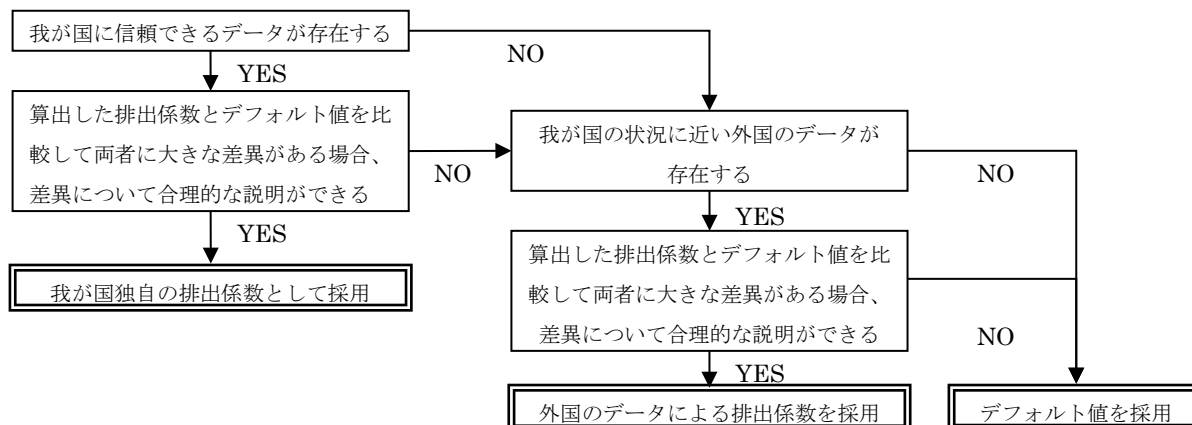 我が国に信頼できるデータが存在する
NO
YES
算出した排出係数とデフォルト値を比
較して両者に大きな差異がある場合、
差異について合理的な説明ができる
NO
我が国の状況に近い外国のデータが
存在する
NO
YES
YES
我が国独自の排出係数として採用
算出した排出係数とデフォルト値を比
較して両者に大きな差異がある場合、
差異について合理的な説明ができる
NO
YES
外国のデータによる排出係数を採用
デフォルト値を採用